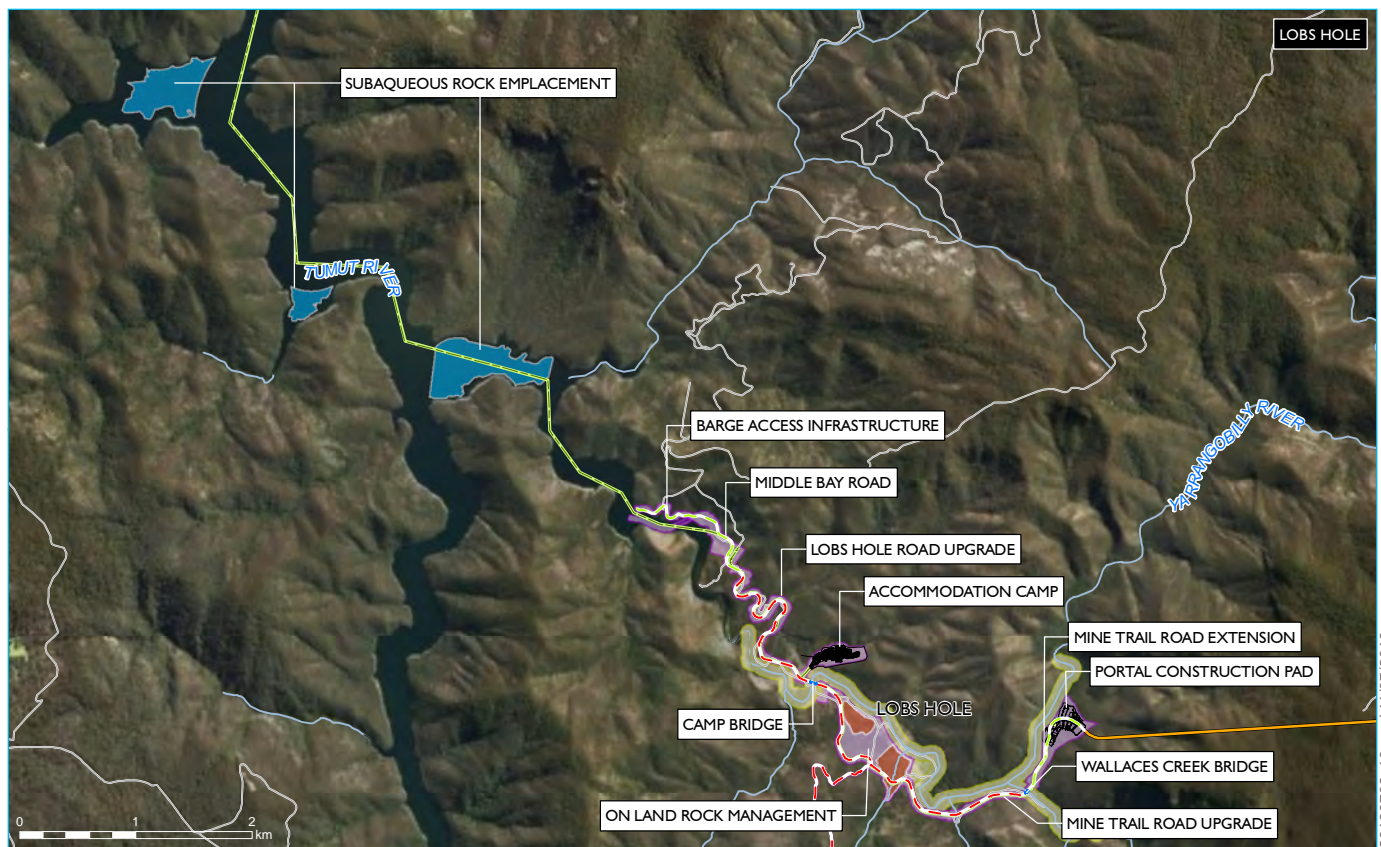 LOBS HOLE
SUBAQUEOUS ROCK EMPLACEMENT
TUMUT RIVER
YARRANGOBILLY RIVER
BARGE ACCESS INFRASTRUCTURE
MIDDLE BAY ROAD
LOBS HOLE ROAD UPGRADE
ACCOMMODATION CAMP
MINE TRAIL ROAD EXTENSION
PORTAL CONSTRUCTION PAD
LOBS HOLE
CAMP BRIDGE
WALLACES CREEK BRIDGE
ON LAND ROCK MANAGEMENT
MINE TRAIL ROAD UPGRADE
0 1 2
km